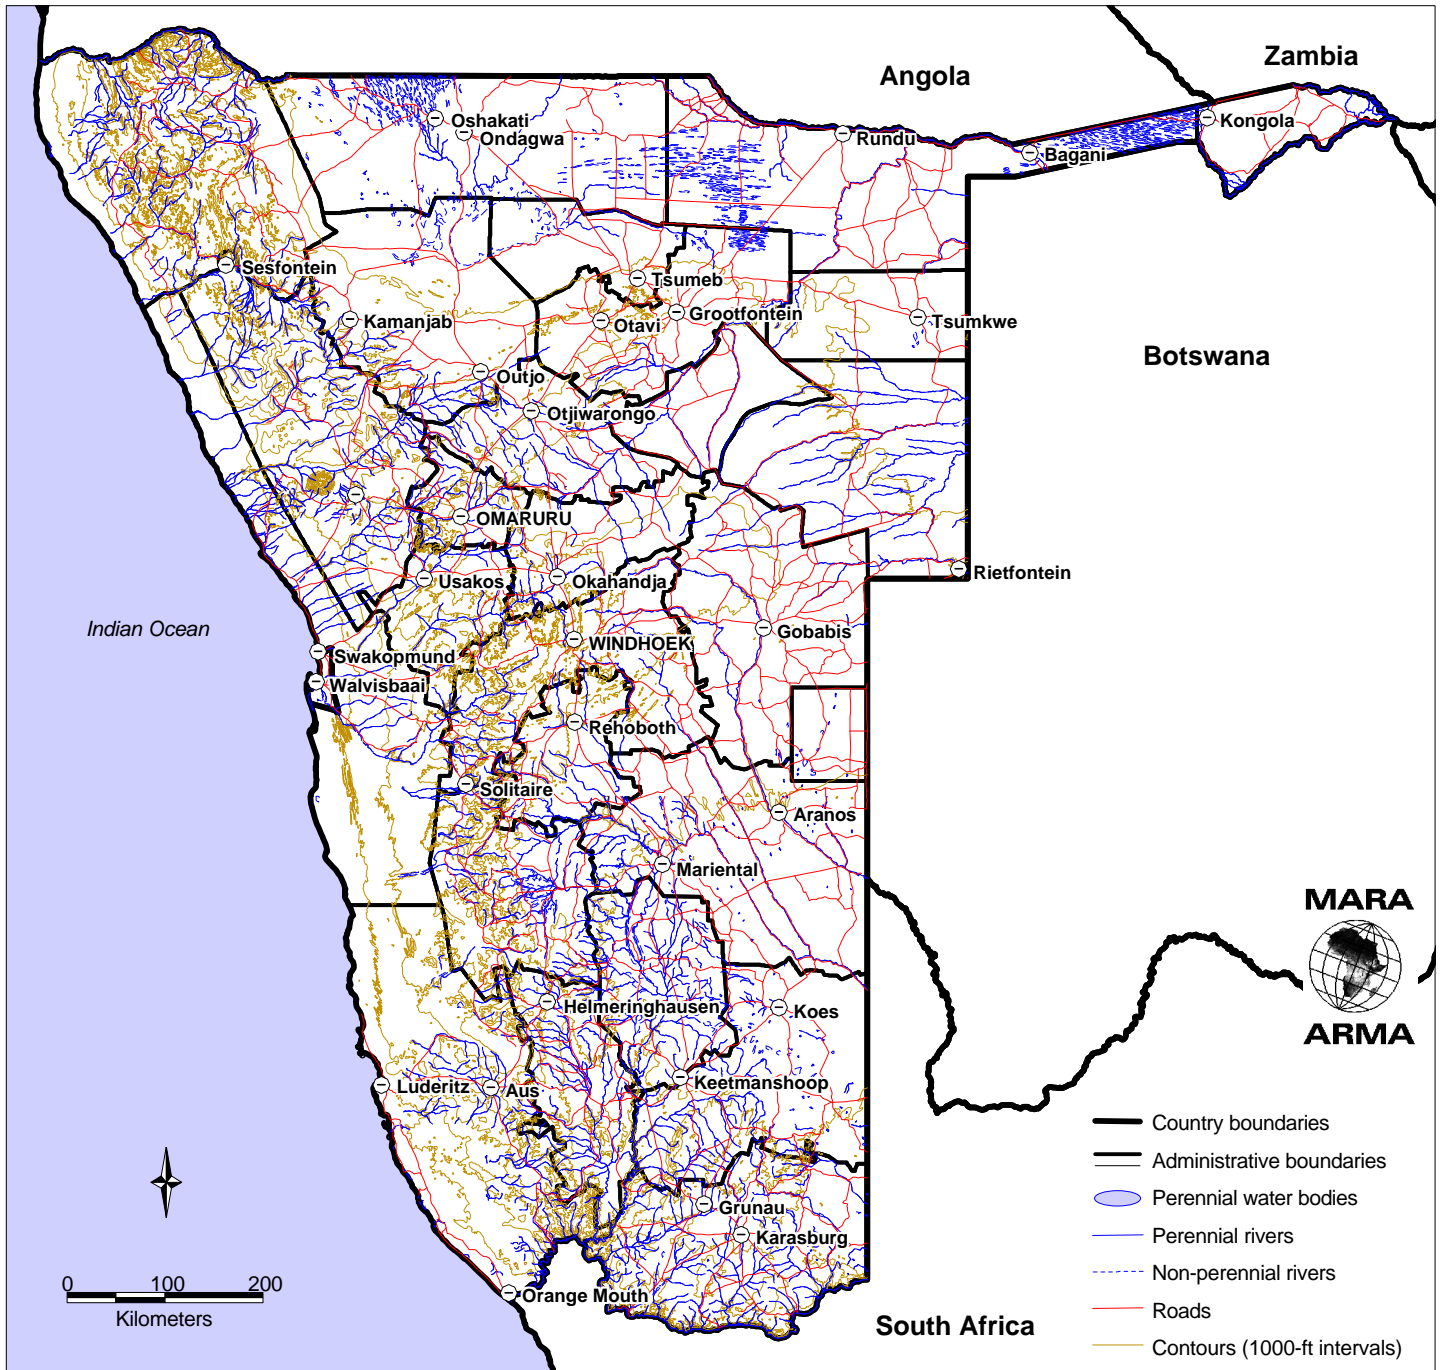 Zambia
Angola
Oshakati
Ondagwa
Rundu
Kongola
Bagani
Sesfontein
Tsumeb
Kamanjab
Otavi
Grootfontein
Tsumkwe
Botswana
Outjo
Otjiwarongo
OMARURU
Usakos
Okahandja
Rietfontein
Indian Ocean
Gobabis
WINDHOEK
Swakopmund
Walvisbaai
Rehoboth
Solitaire
Aranos
Mariental
MARA
ARMA
Helmeringhausen
Koes
Luderitz
Aus
Keetmanshoop
Grunau
Karasburg
Orange Mouth
South Africa
0 100 200
Kilometers
Country boundaries
Administrative boundaries
Perennial water bodies
Perennial rivers
Non-perennial rivers
Roads
Contours (1000-ft intervals)